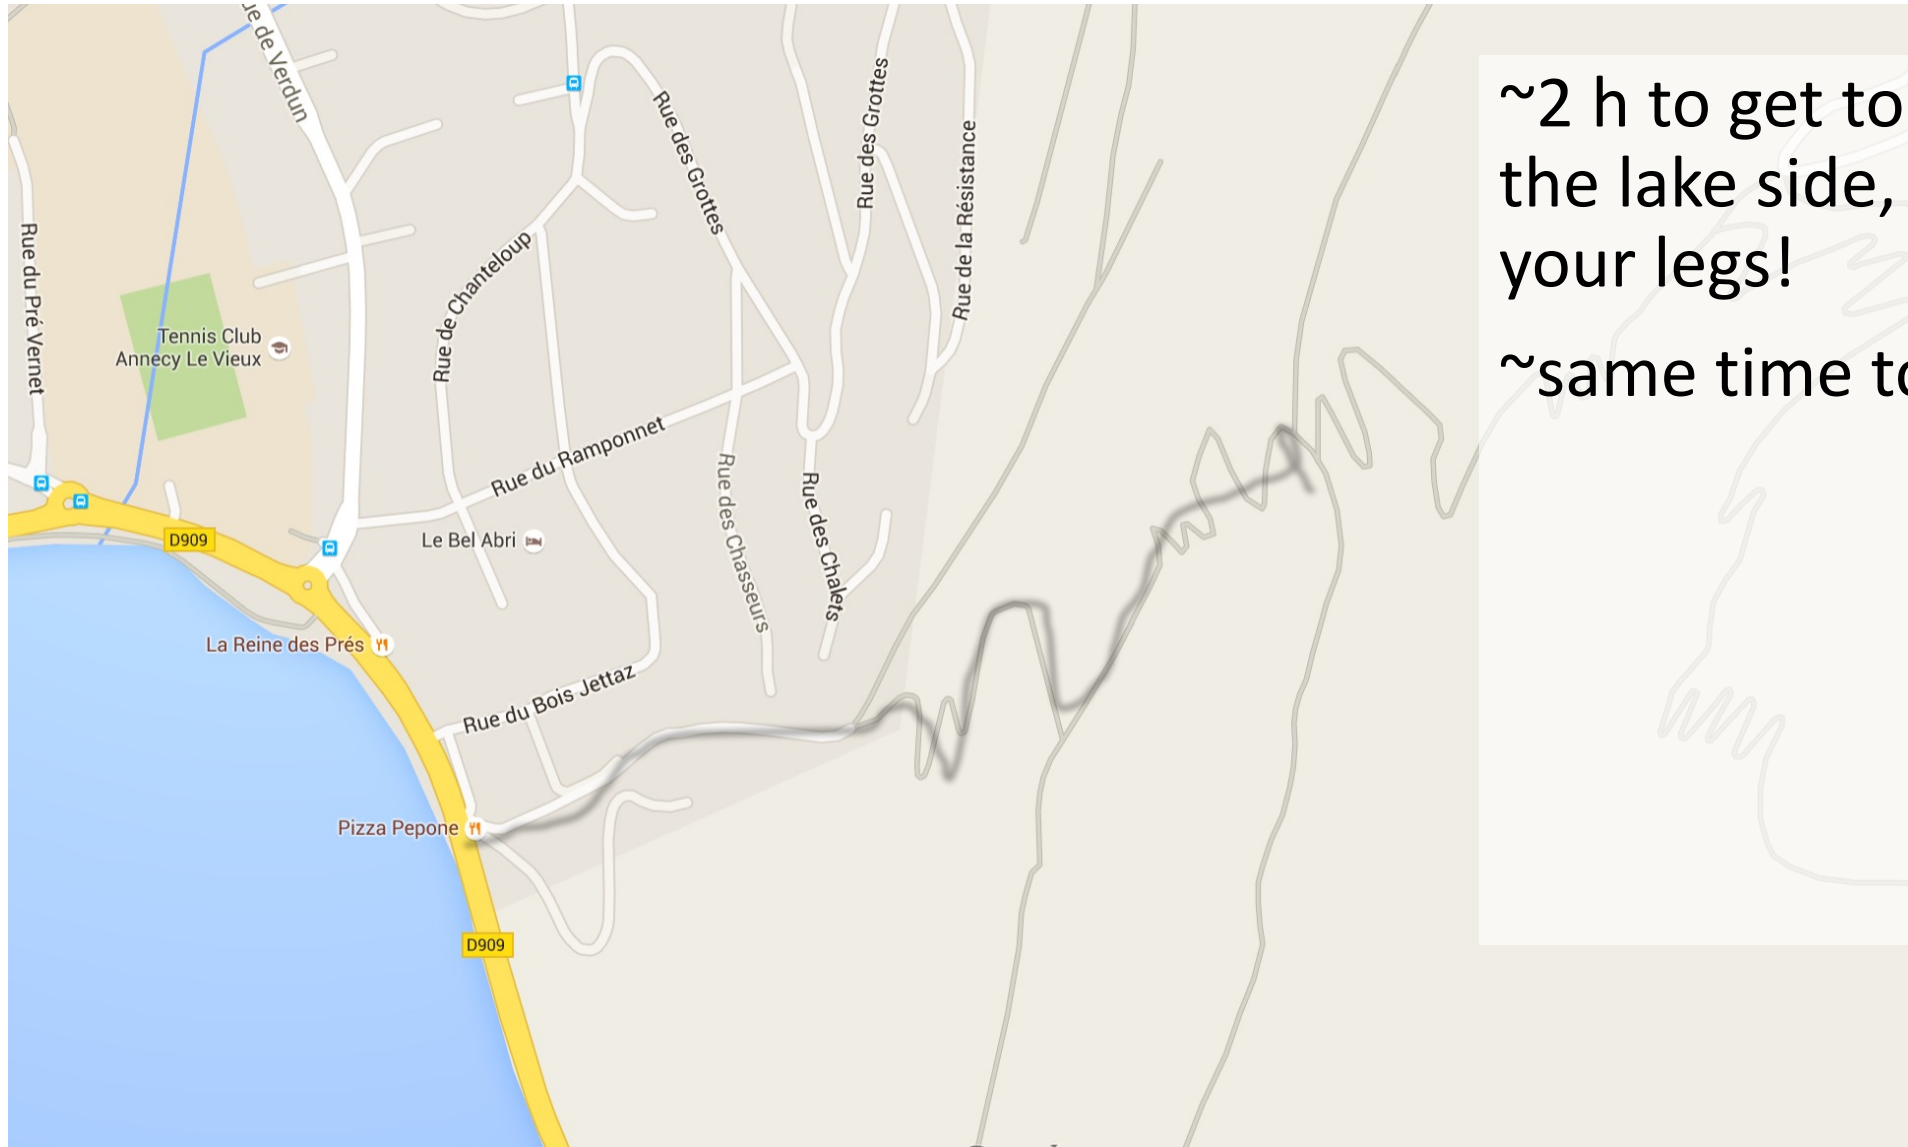 ~2 h to get to
the lake side,
your legs!
~same time to
Rue de Verdun
Rue des Grottes
Rue des Grottes
Rue de la Résistance
Rue du Pré Vernet
Rue de Chanteloup
Tennis Club
Annecy Le Vieux
Rue du Ramponnet
Rue des Chasseurs
Rue des Chalets
D909
Le Bel Abri
La Reine des Prés
Rue du Bois Jettaz
Pizza Pepone
D909